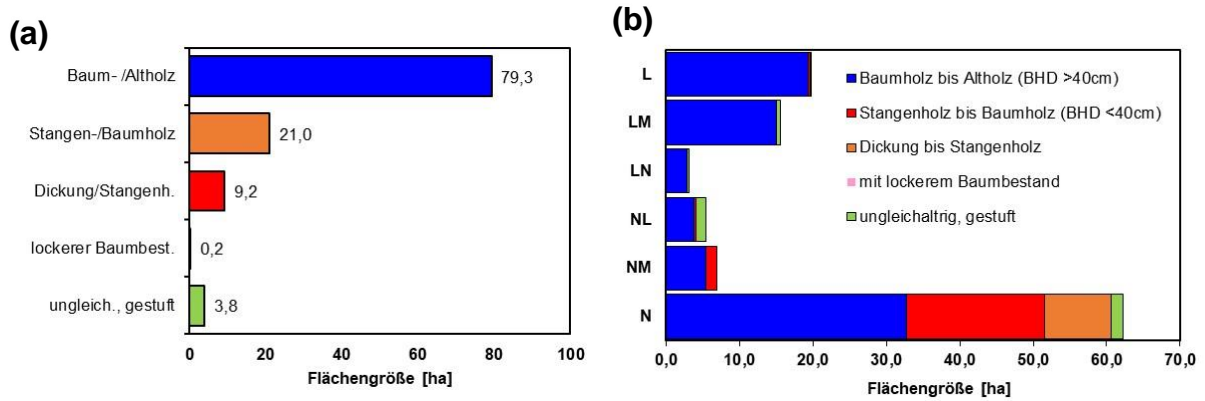 (a)
Baum- /Altholz
79,3
Stangen-/Baumholz
21,0
Dickung/Stangenh.
9,2
lockerer Baumbest.
0,2
ungleich., gestuft
3,8
0 20 40 60 80 100
Flächengröße [ha]
(b)
L
LM
LN
NL
NM
N
Baumholz bis Altholz (BHD >40cm)
Stangenholz bis Baumholz (BHD <40cm)
Dickung bis Stangenholz
mit lockerem Baumbestand
ungleichaltrig, gestuft
0,0 10,0 20,0 30,0 40,0 50,0 60,0 70,0
Flächengröße [ha]